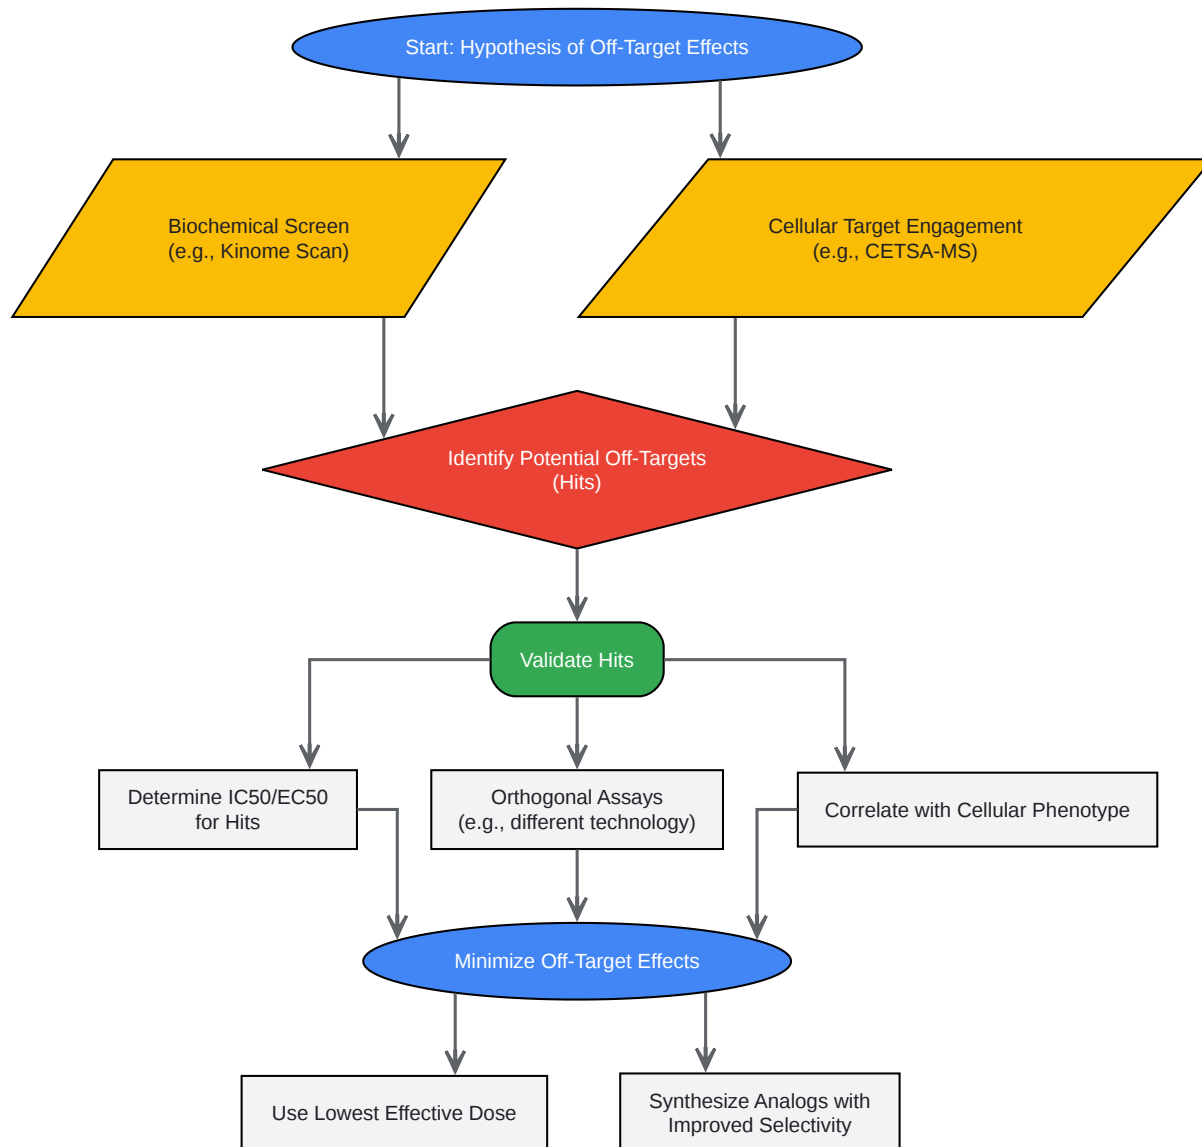 Start: Hypothesis of Off-Target Effects
Biochemical Screen
(e.g., Kinome Scan)
Cellular Target Engagement
(e.g., CETSA-MS)
Identify Potential Off-Targets
(Hits)
Validate Hits
Determine IC50/EC50
for Hits
Orthogonal Assays
(e.g., different technology)
Correlate with Cellular Phenotype
Minimize Off-Target Effects
Use Lowest Effective Dose
Synthesize Analogs with
Improved Selectivity